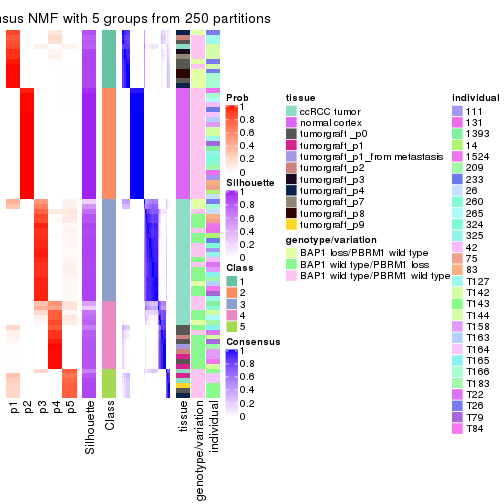 sus NMF with 5 groups from 250 partitions
p1
p2
p3
p4
p5
Silhouette
Class
tissue
genotype/variation
individual
Prob
1
0.8
0.6
0.4
0.2
0
Silhouette
1
0.8
0.6
0.4
0.2
0
Class
1
2
3
4
5
Consensus
1
0.8
0.6
0.4
0.2
0
tissue
ccRCC tumor
normal cortex
tumorgraft _p0
tumorgraft_p1
tumorgraft_p1_from metastasis
tumorgraft_p2
tumorgraft_p3
tumorgraft_p4
tumorgraft_p7
tumorgraft_p8
tumorgraft_p9
genotype/variation
BAP1 loss/PBRM1 wild type
BAP1 wild type/PBRM1 loss
BAP1 wild type/PBRM1 wild type
individual
111
131
1393
14
1524
209
233
26
260
265
324
325
42
75
83
T127
T142
T143
T144
T158
T163
T164
T165
T166
T183
T22
T26
T79
T84